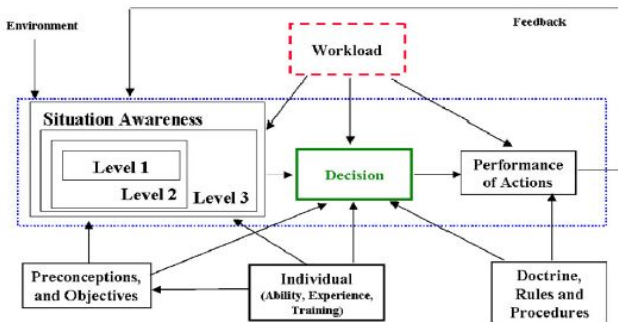 Environment
Feedback
Workload
Situation Awareness
Level 1
Level 2
Level 3
Decision
Performance
of Actions
Preconceptions,
and Objectives
Individual
(Ability, Experience,
Training)
Doctrine,
Rules and
Procedures